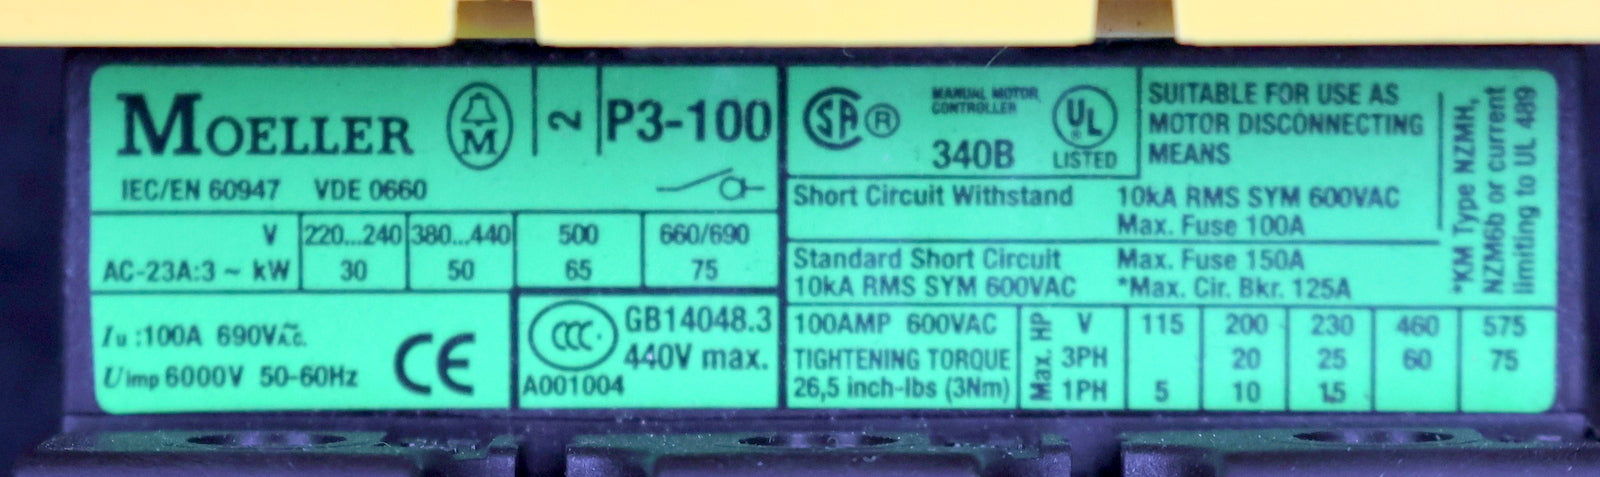 MOELLER
M
2
P3-100
IEC/EN 60947 VDE 0660
V 220...240 380...440 500 660/690
AC-23A:3 ~ kW 30 50 65 75
Iu :100A 690V A.C.
Uimp 6000V 50-60Hz
CE
CCC
A001004
GB14048.3
440V max.
SA ®
MANUAL MOTOR
CONTROLLER
340B
UL ®
LISTED
SUITABLE FOR USE AS
MOTOR DISCONNECTING
MEANS
Short Circuit Withstand 10kA RMS SYM 600VAC
Max. Fuse 100A
Standard Short Circuit Max. Fuse 150A
10kA RMS SYM 600VAC *Max. Cir. Bkr. 125A
*KM Type NZMH,
NZM6b or current
limiting to UL 489
100AMP 600VAC
TIGHTENING TORQUE
26,5 inch-lbs (3Nm)
Max. HP
V 115 200 230 460 575
3PH 20 25 60 75
1PH 5 10 15